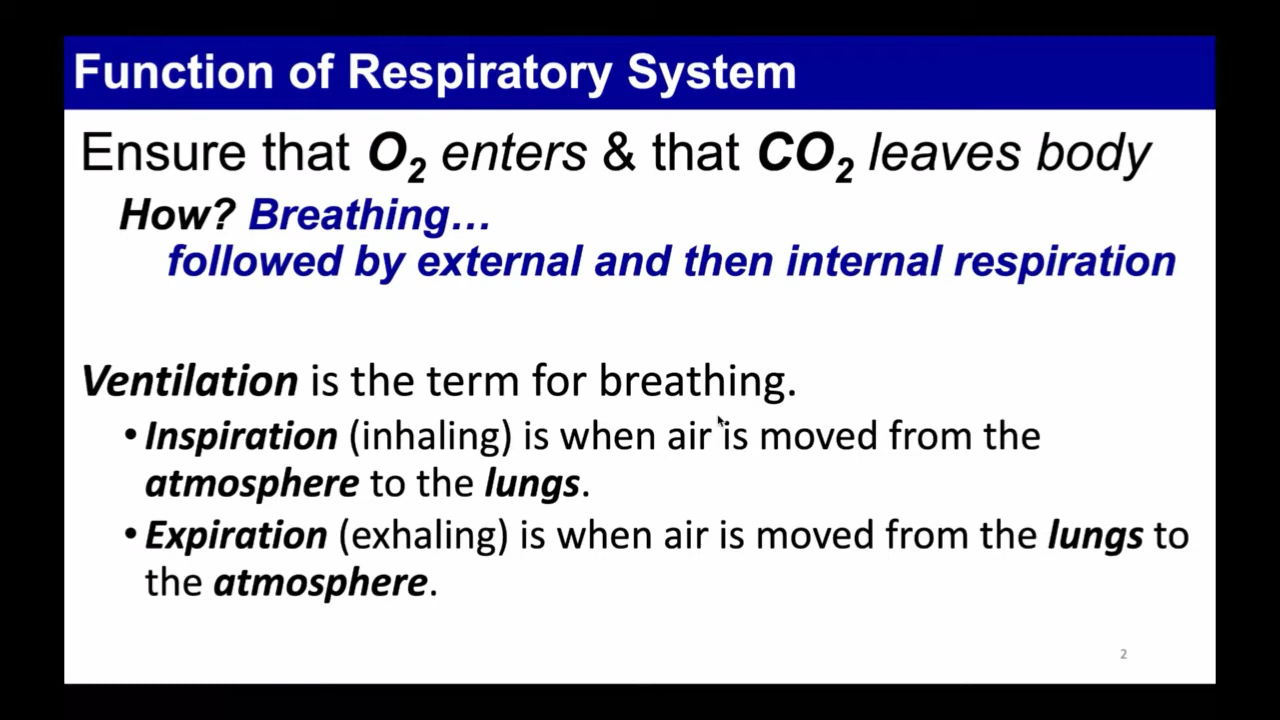 Function of Respiratory System
Ensure that O₂ enters & that CO₂ leaves body
How? Breathing…
followed by external and then internal respiration
Ventilation is the term for breathing.
• Inspiration (inhaling) is when air is moved from the
atmosphere to the lungs.
• Expiration (exhaling) is when air is moved from the lungs to
the atmosphere.
2